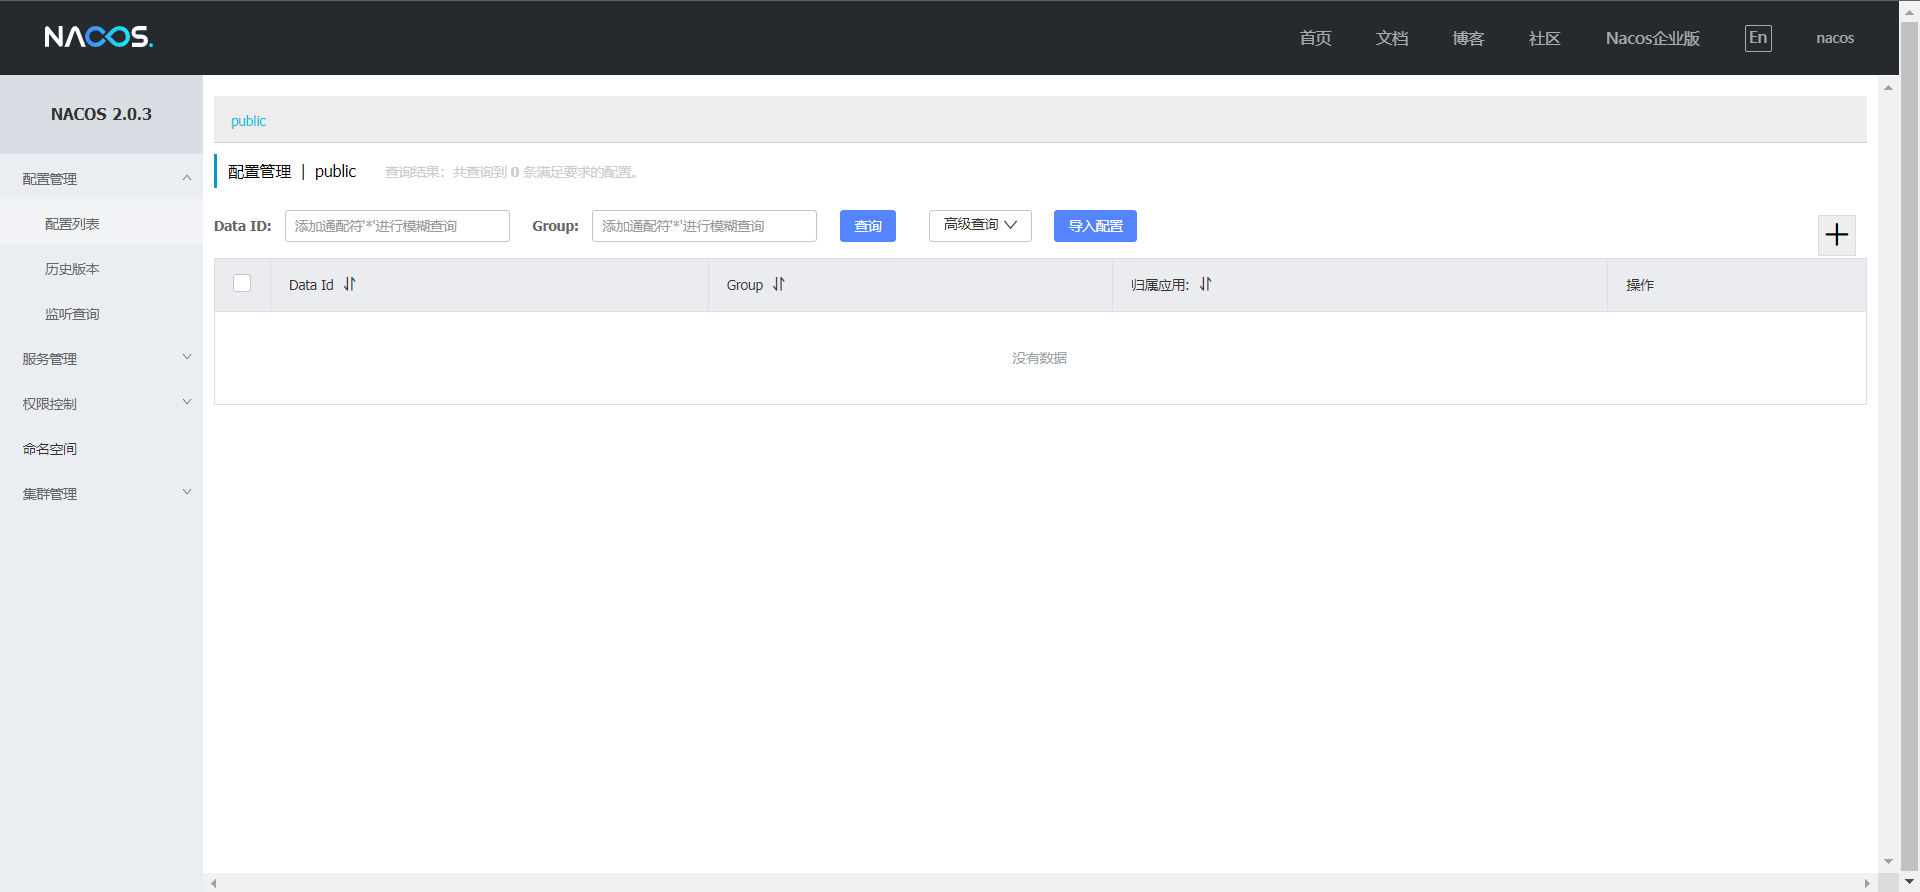 NACOS.
首页 文档 博客 社区 Nacos企业版 En nacos
NACOS 2.0.3
配置管理
配置列表
历史版本
监听查询
服务管理
权限控制
命名空间
集群管理
public
配置管理 | public 查询结果：共查询到 0 条满足要求的配置。
Data ID: 添加通配符'*'进行模糊查询 Group: 添加通配符'*'进行模糊查询 查询 高级查询 导入配置
Data Id Group 归属应用: 操作
没有数据